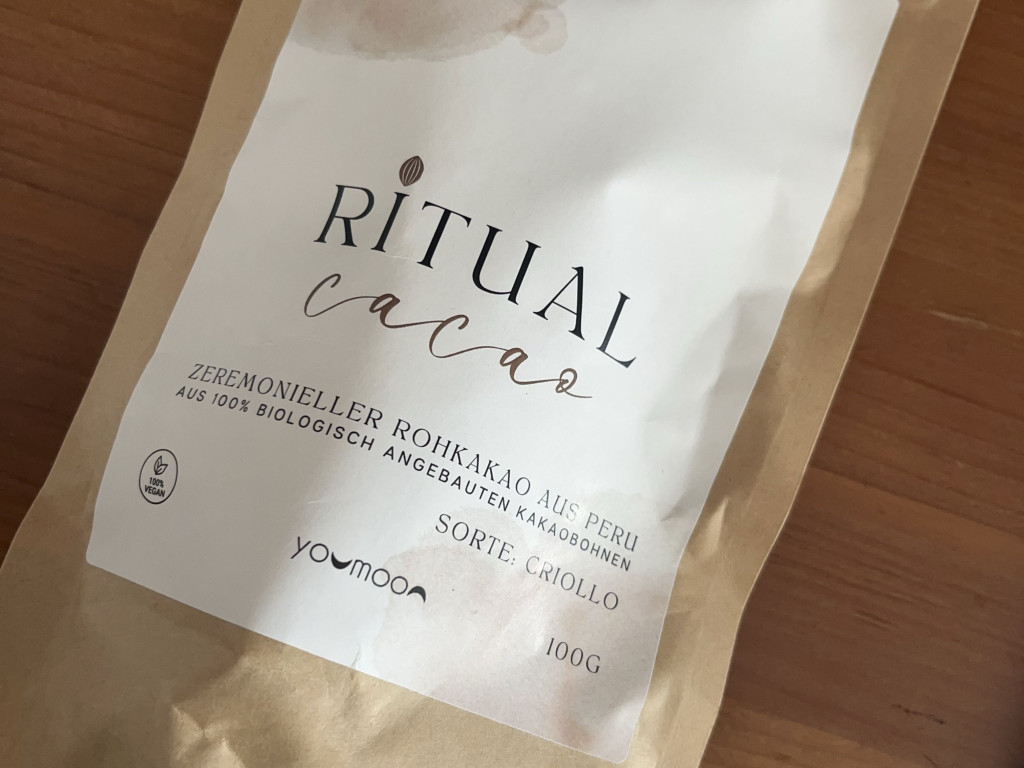 RITUAL
cacao
ZEREMONIELLER ROHKAKAO AUS PERU
AUS 100% BIOLOGISCH ANGEBAUTEN KAKAOBOHNEN
SORTE: CRIOLLO
100%
VEGAN
youmoon
100G